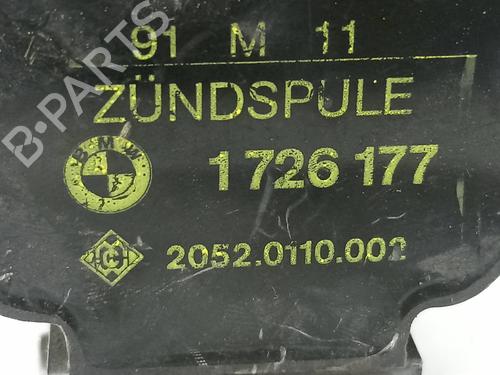 91 M 11
ZÜNDSPULE
BMW
1 726 177
2052.0110.002
B-PARTS